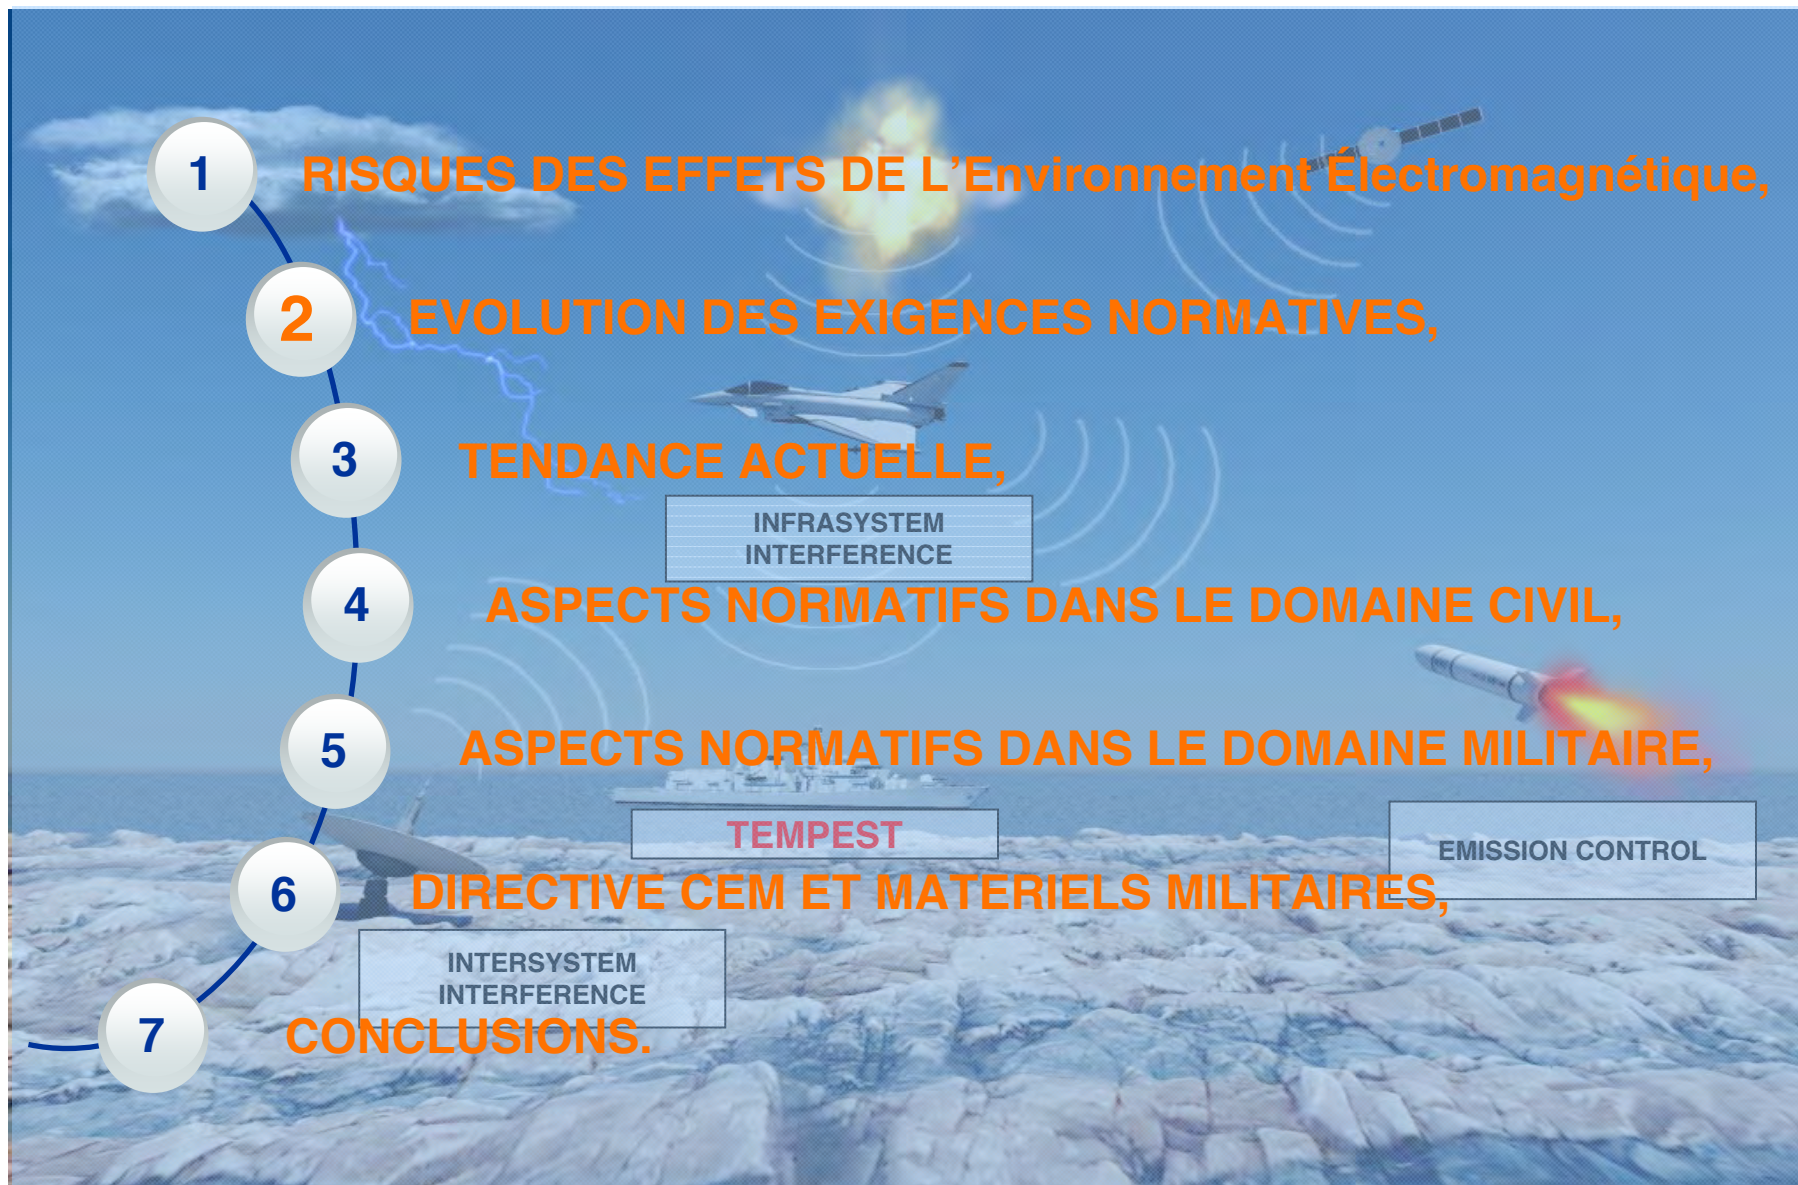 1 RISQUES DES EFFETS DE L’Environnement Électromagnétique,
2 EVOLUTION DES EXIGENCES NORMATIVES,
3 TENDANCE ACTUELLE,
INFRASYSTEM
INTERFERENCE
4 ASPECTS NORMATIFS DANS LE DOMAINE CIVIL,
5 ASPECTS NORMATIFS DANS LE DOMAINE MILITAIRE,
TEMPEST
EMISSION CONTROL
6 DIRECTIVE CEM ET MATERIELS MILITAIRES,
INTERSYSTEM
INTERFERENCE
7 CONCLUSIONS.